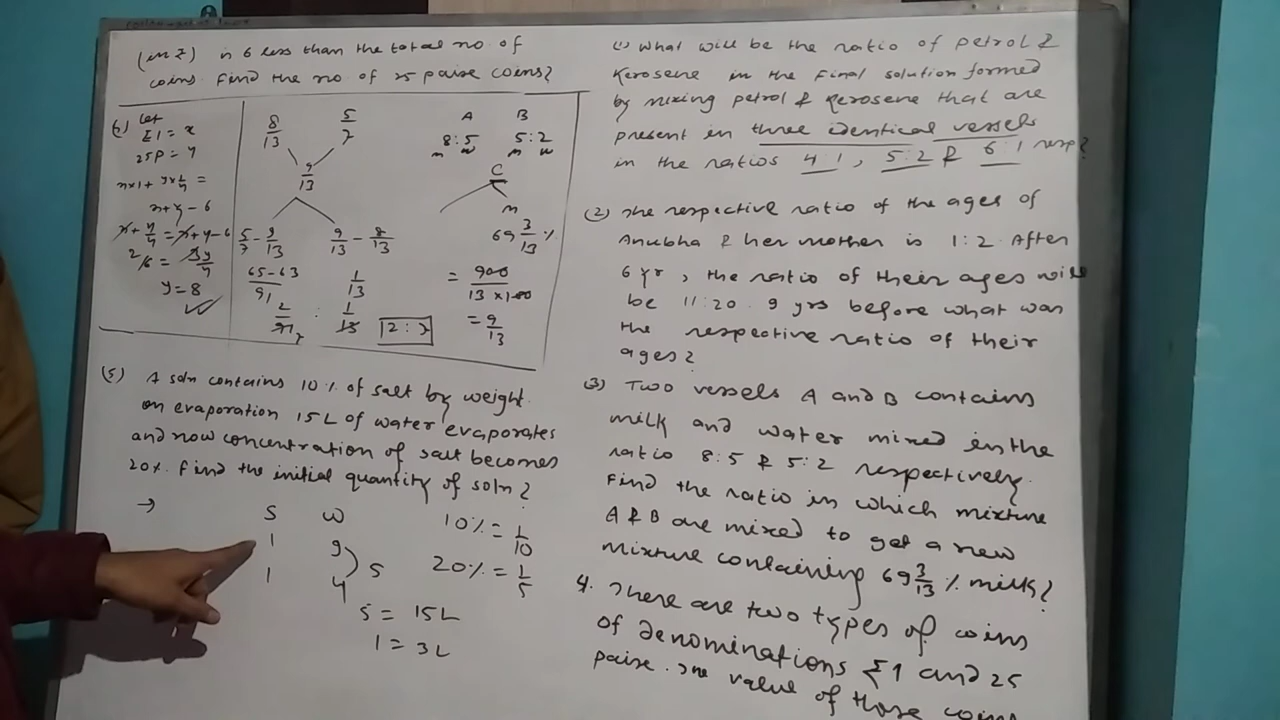 (in ₹) is 6 less than the total no of
coins. Find the no of 25 paise coins?
4) let
₹1 = x
25P = y
x×1 + y×1/4 =
x+y-6
x+y/4 = x+y-6
26 = 3y/4
y=8
8/13 5/7
9/13
5/7 - 9/13 9/13 - 8/13
65-63/91 1/13
2/91 7 : 1/13 2:7
A B
8:5 5:2
m w m w
C
m
69 3/13 %
= 900/13×100
= 9/13
(5) A soln contains 10% of salt by weight.
on evaporation 15L of water evaporates
and now concentration of salt becomes
20%. Find the initial quantity of soln?
→
S W
1 9
1 4
5
10% = 1/10
20% = 1/5
5 = 15L
1 = 3L
(1) What will be the ratio of petrol &
Kerosene in the final solution formed
by mixing petrol & kerosene that are
present in three identical vessels
in the ratios 4:1, 5:2 & 6:1 resp?
(2) The respective ratio of the ages of
Anubha & her mother is 1:2. After
6 yr, the ratio of their ages will
be 11:20. 9 yrs before what was
the respective ratio of their
ages?
(3) Two vessels A and B contains
milk and water mixed in the
ratio 8:5 & 5:2 respectively.
Find the ratio in which mixture
A & B are mixed to get a new
mixture containing 69 3/13 % milk?
4. There are two types of coins
of denominations ₹1 and 25
paise. The value of those coins